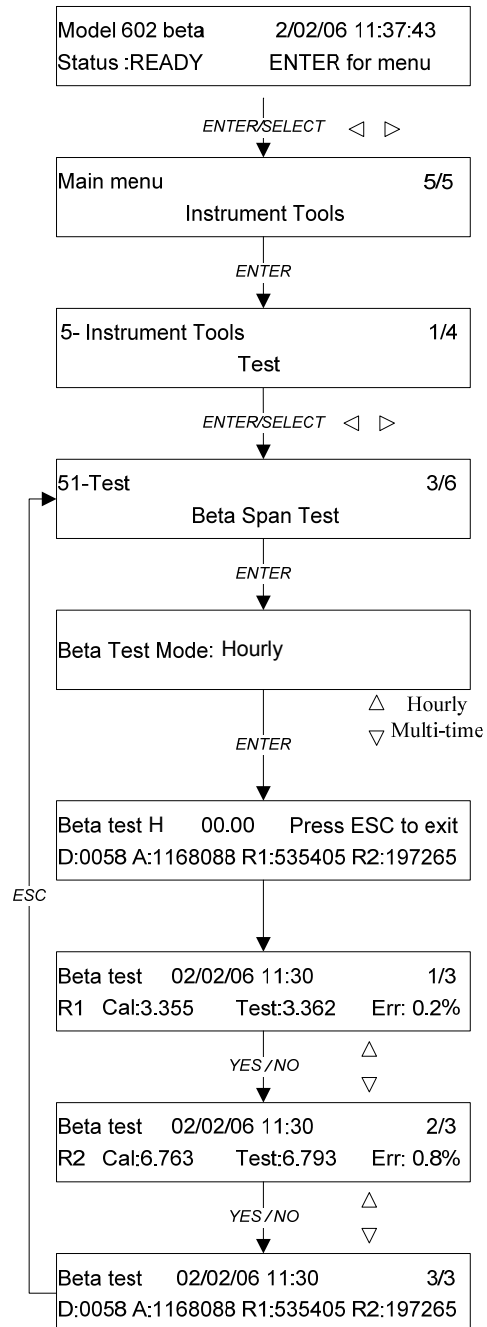 Model 602 beta 2/02/06 11:37:43
Status :READY ENTER for menu
ENTER/SELECT ◁ ▷
Main menu 5/5
Instrument Tools
ENTER
5- Instrument Tools 1/4
Test
ENTER/SELECT ◁ ▷
51-Test 3/6
Beta Span Test
ENTER
Beta Test Mode: Hourly
△ Hourly
▽ Multi-time
ENTER
Beta test H 00.00 Press ESC to exit
D:0058 A:1168088 R1:535405 R2:197265
ESC
Beta test 02/02/06 11:30 1/3
R1 Cal:3.355 Test:3.362 Err: 0.2%
YES/NO △ ▽
Beta test 02/02/06 11:30 2/3
R2 Cal:6.763 Test:6.793 Err: 0.8%
YES/NO △ ▽
Beta test 02/02/06 11:30 3/3
D:0058 A:1168088 R1:535405 R2:197265